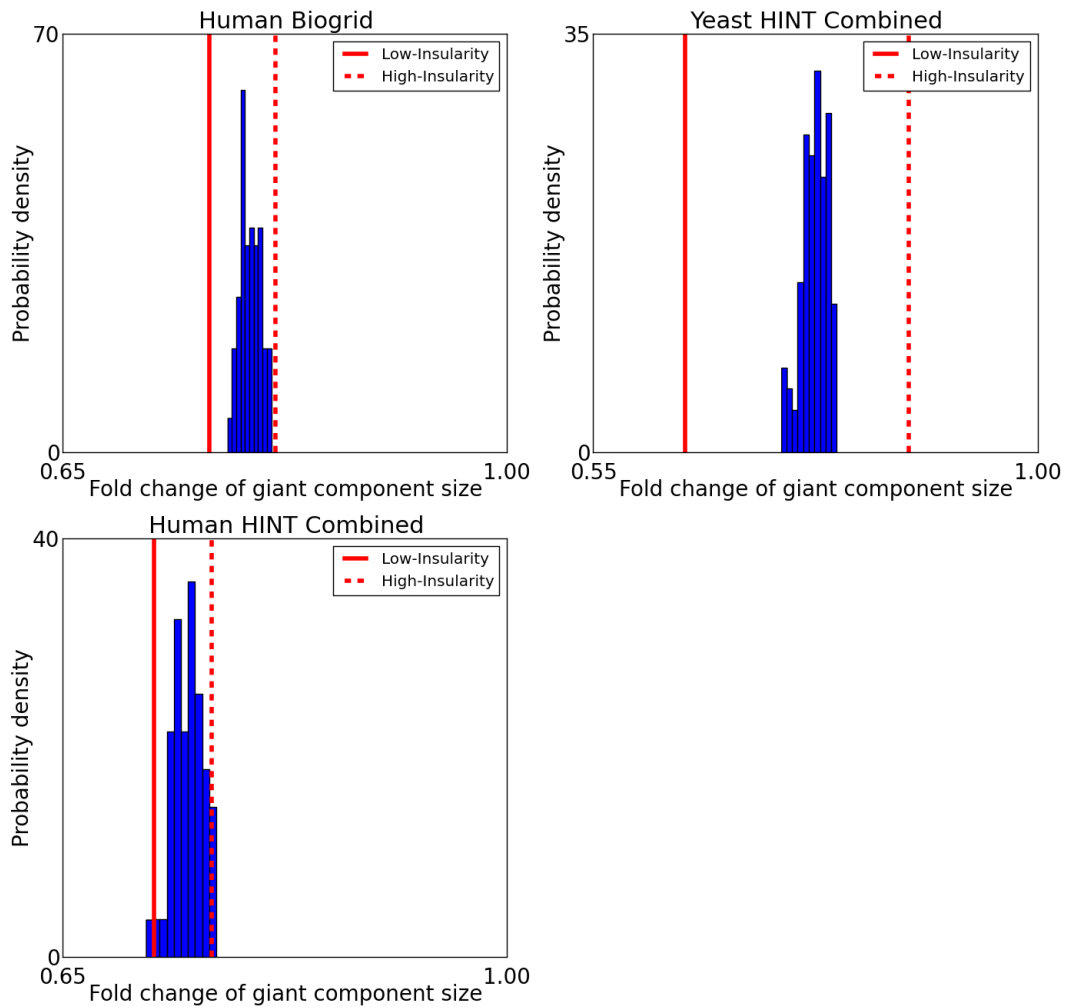 Human Biogrid
70
Low-Insularity
High-Insularity
Probability density
0
0.65
1.00
Fold change of giant component size
Yeast HINT Combined
35
Low-Insularity
High-Insularity
Probability density
0
0.55
1.00
Fold change of giant component size
Human HINT Combined
40
Low-Insularity
High-Insularity
Probability density
0
0.65
1.00
Fold change of giant component size